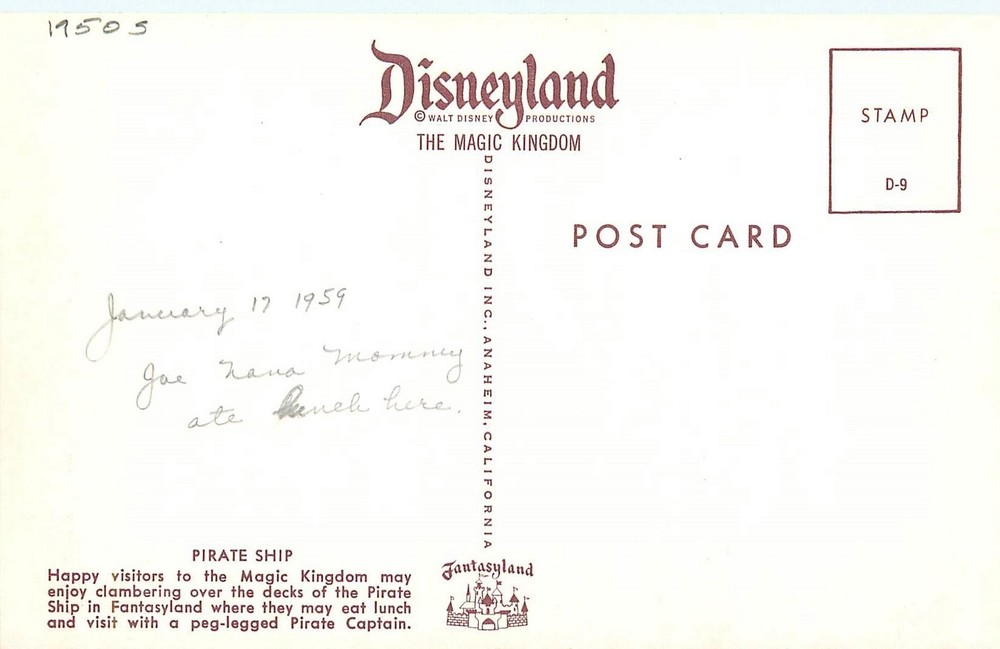 1950s
Disneyland
© WALT DISNEY PRODUCTIONS
THE MAGIC KINGDOM
DISNEYLAND INC., ANAHEIM, CALIFORNIA
STAMP
D-9
POST CARD
January 17 1959
Joe Nana Mommey
ate lunch here.
PIRATE SHIP
Happy visitors to the Magic Kingdom may
enjoy clambering over the decks of the Pirate
Ship in Fantasyland where they may eat lunch
and visit with a peg-legged Pirate Captain.
Fantasyland